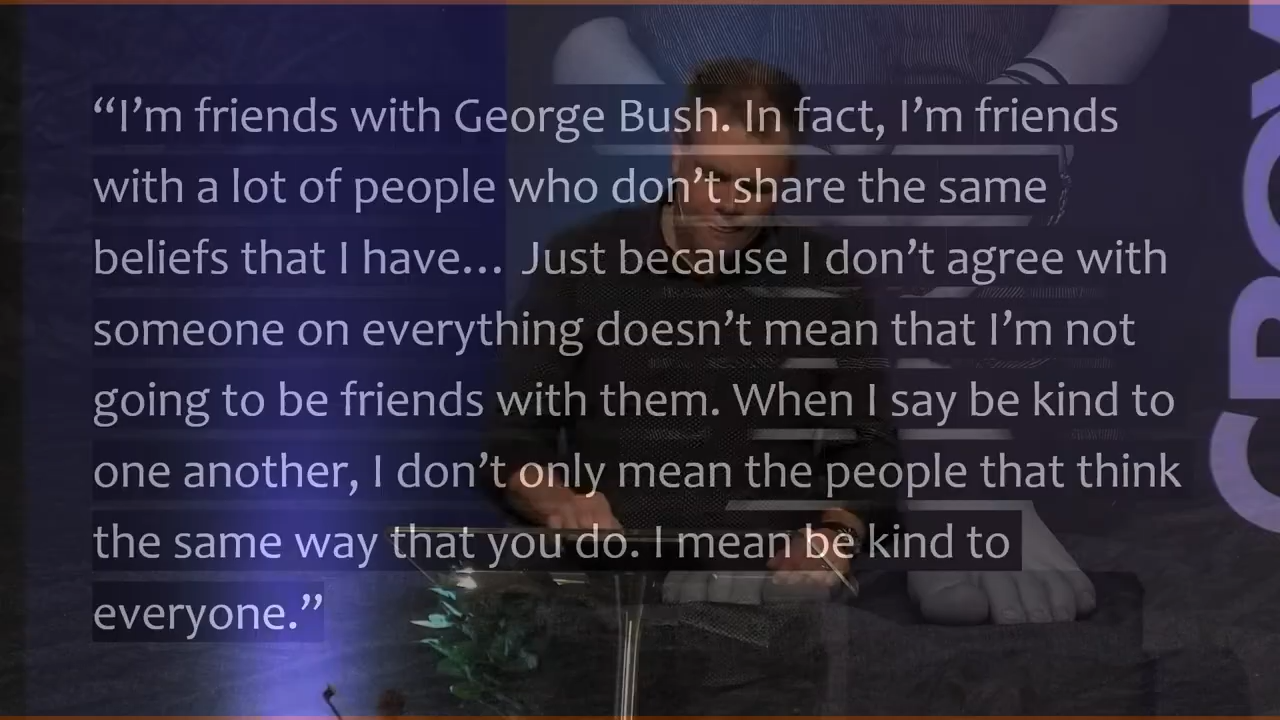 “I’m friends with George Bush. In fact, I’m friends
with a lot of people who don’t share the same
beliefs that I have… Just because I don’t agree with
someone on everything doesn’t mean that I’m not
going to be friends with them. When I say be kind to
one another, I don’t only mean the people that think
the same way that you do. I mean be kind to
everyone.”